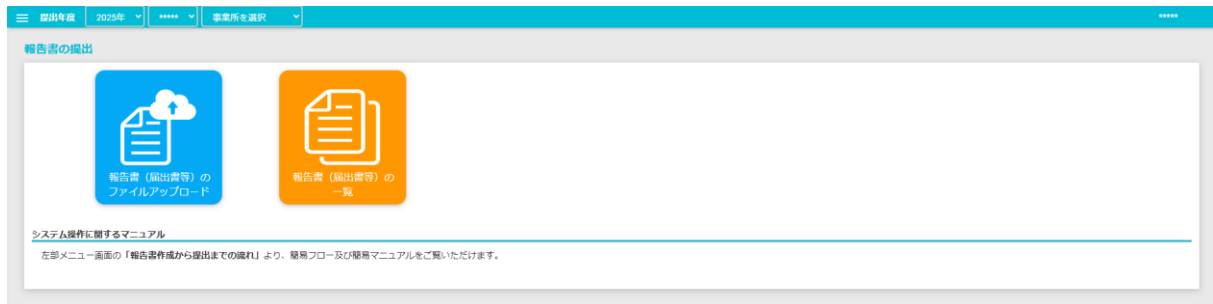 提出年度 2025年 ***** 事業所を選択 *****
報告書の提出
報告書（届出書等）の
ファイルアップロード
報告書（届出書等）の
一覧
システム操作に関するマニュアル
左部メニュー画面の「報告書作成から提出までの流れ」より、簡易フロー及び簡易マニュアルをご覧いただけます。